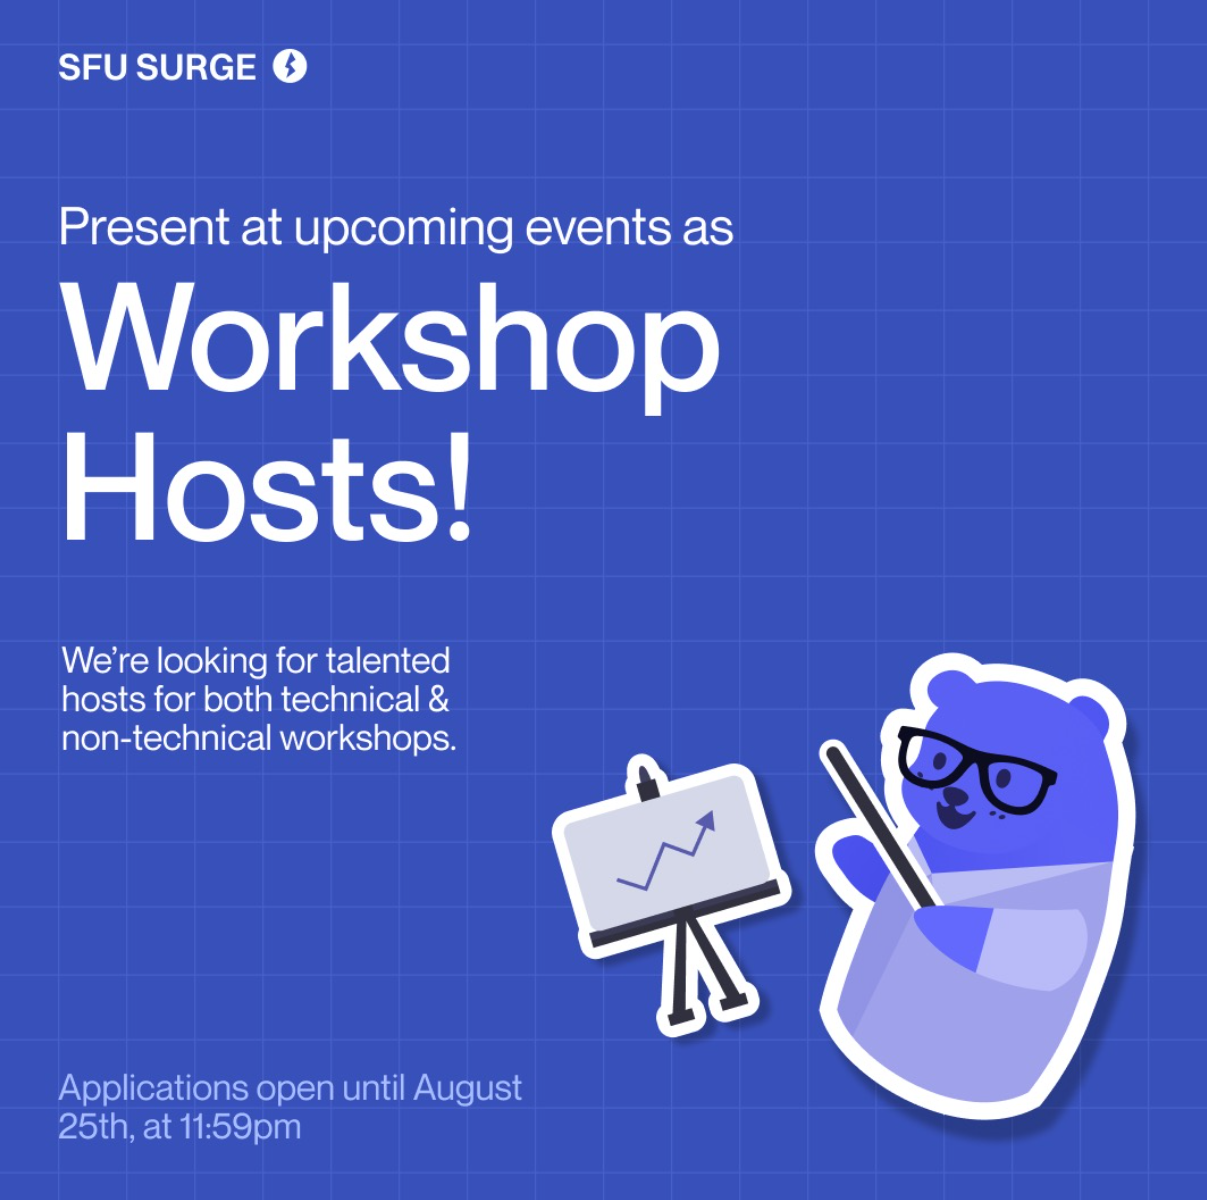 SFU SURGE
Present at upcoming events as
Workshop
Hosts!
We’re looking for talented
hosts for both technical &
non-technical workshops.
Applications open until August
25th, at 11:59pm